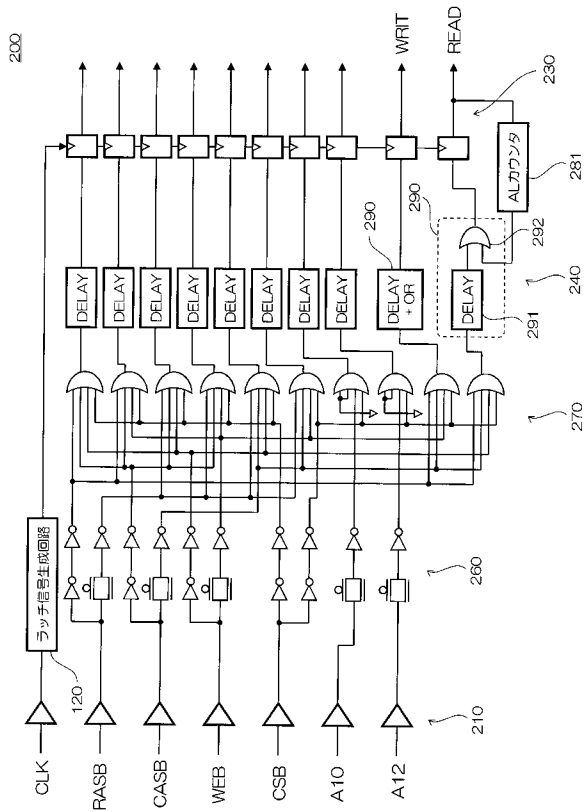 200
CLK
RASB
CASB
WEB
CSB
A10
A12
210
ラッチ信号生成回路
120
260
270
DELAY
DELAY
DELAY
DELAY
DELAY
DELAY
DELAY
DELAY
DELAY
+ OR
290
DELAY
291
290
292
240
ALカウンタ
281
230
WRIT
READ